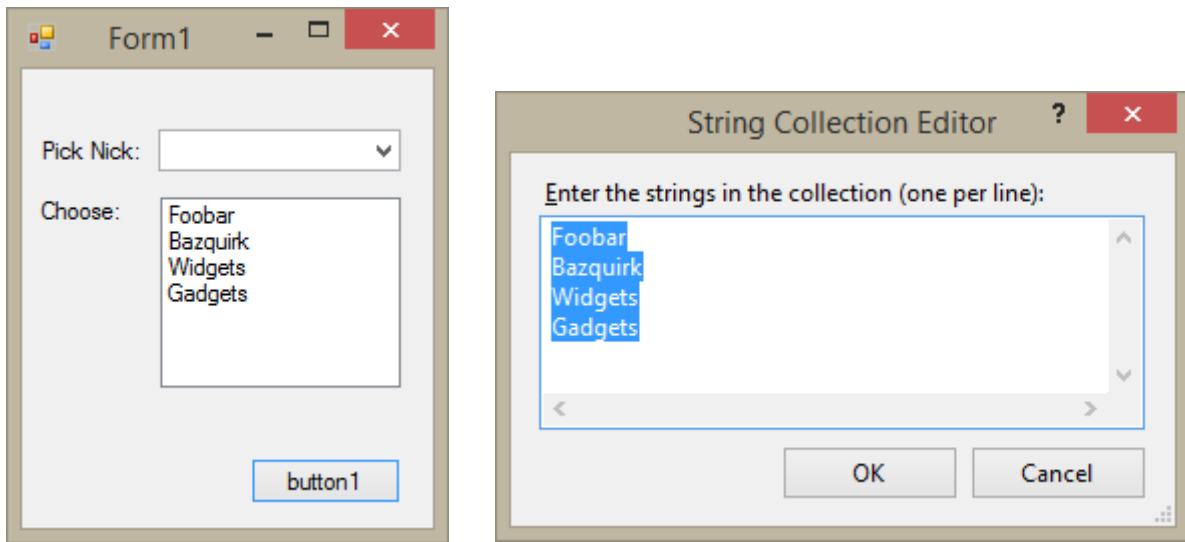 Form1
Pick Nick:
Choose:
Foobar
Bazquirk
Widgets
Gadgets
button1
String Collection Editor
?
Enter the strings in the collection (one per line):
Foobar
Bazquirk
Widgets
Gadgets
OK
Cancel